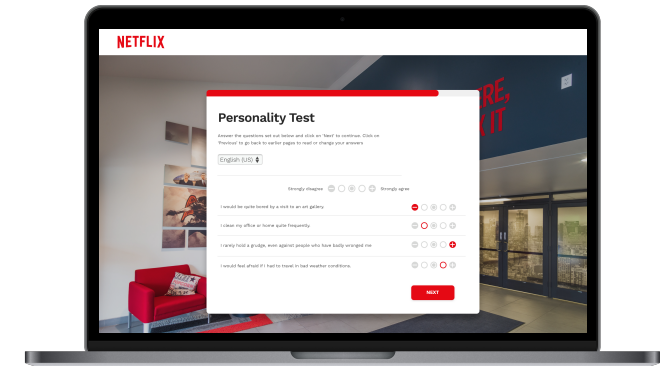 NETFLIX
RE,
IT
Personality Test
Answer the questions set out below and click on 'Next' to continue. Click on
'Previous' to go back to earlier pages to read or change your answers
English (US)
Strongly disagree Strongly agree
I would be quite bored by a visit to an art gallery.
I clean my office or home quite frequently.
I rarely hold a grudge, even against people who have badly wronged me.
I would feel afraid if I had to travel in bad weather conditions.
NEXT